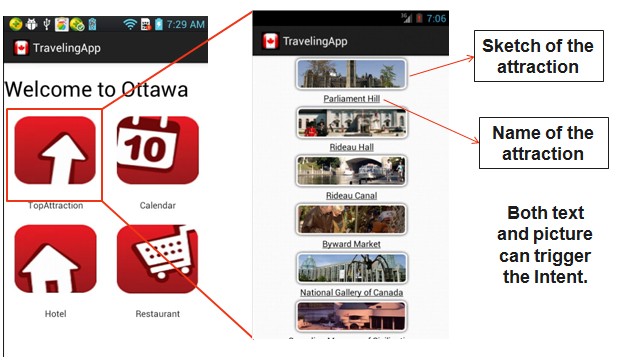 7:29 AM
TravelingApp
Welcome to Ottawa
10
TopAttraction
Calendar
Hotel
Restaurant
3G
7:06
TravelingApp
Parliament Hill
Rideau Hall
Rideau Canal
Byward Market
National Gallery of Canada
Sketch of the
attraction
Name of the
attraction
Both text
and picture
can trigger
the Intent.